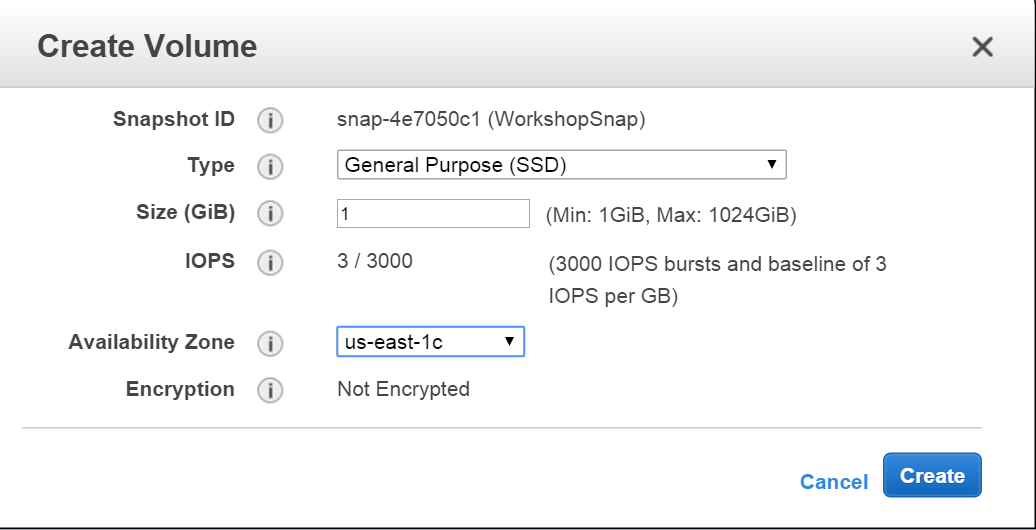 Create Volume
Snapshot ID snap-4e7050c1 (WorkshopSnap)
Type General Purpose (SSD)
Size (GiB) 1 (Min: 1GiB, Max: 1024GiB)
IOPS 3 / 3000 (3000 IOPS bursts and baseline of 3
IOPS per GB)
Availability Zone us-east-1c
Encryption Not Encrypted
Cancel Create